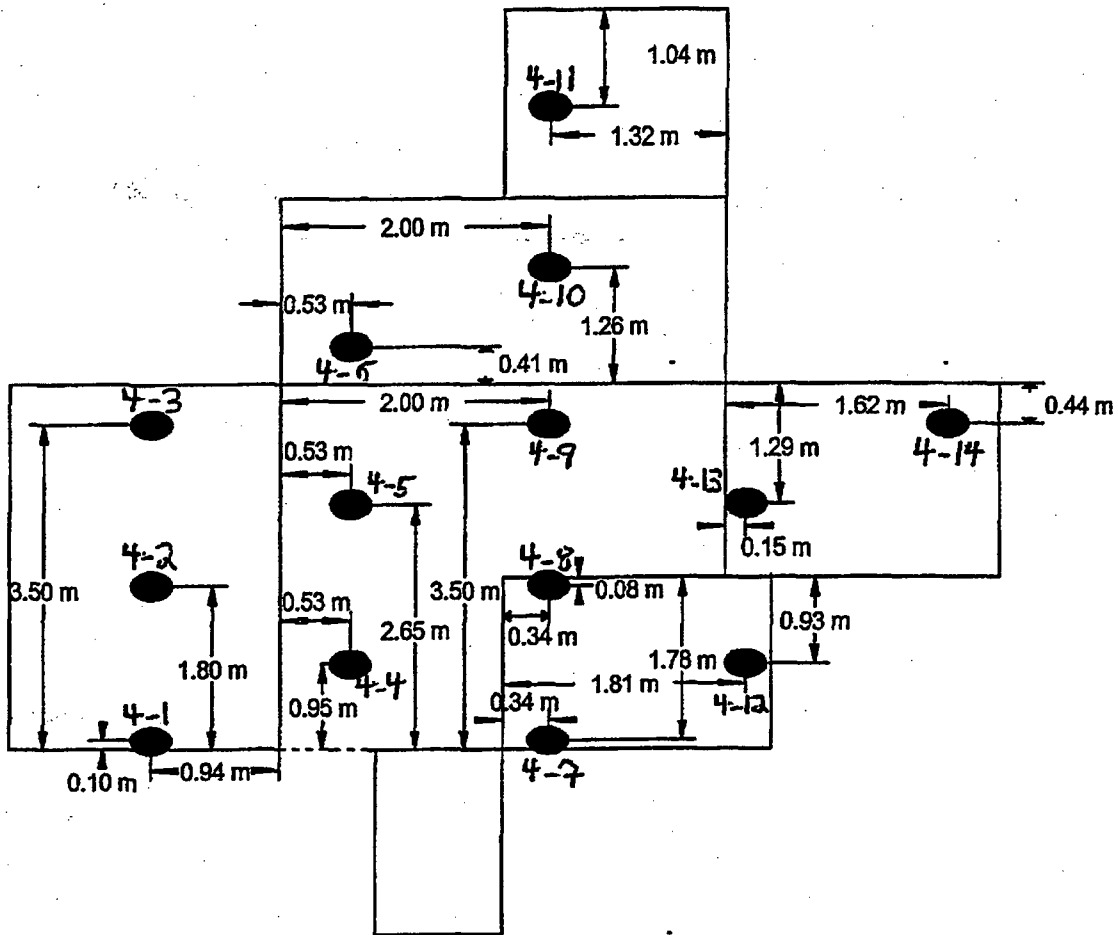 1.04 m
4-11
1.32 m
2.00 m
4-10
0.53 m
1.26 m
4-6
0.41 m
4-3
2.00 m
1.62 m
0.44 m
0.53 m
4-9
1.29 m
4-14
4-5
4-13
0.15 m
4-2
4-8
3.50 m
3.50 m
0.08 m
0.53 m
2.65 m
0.34 m
0.93 m
1.80 m
1.78 m
4-4
1.81 m
4-12
0.95 m
0.34 m
4-1
0.10 m
0.94 m
4-7